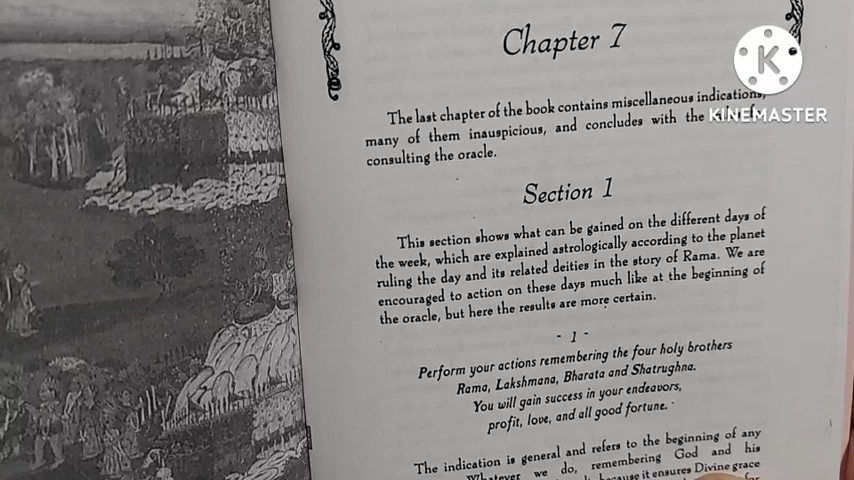 Chapter 7
The last chapter of the book contains miscellaneous indications,
many of them inauspicious, and concludes with the
consulting the oracle.
Section 1
This section shows what can be gained on the different days of
the week, which are explained astrologically according to the planet
ruling the day and its related deities in the story of Rama. We are
encouraged to action on these days much like at the beginning of
the oracle, but here the results are more certain.
- 1 -
Perform your actions remembering the four holy brothers
Rama, Lakshmana, Bharata and Shatrughna.
You will gain success in your endeavors,
profit, love, and all good fortune.
The indication is general and refers to the beginning of any
Whatever we do, remembering God and his
because it ensures Divine grace
for
K
KINEMASTER